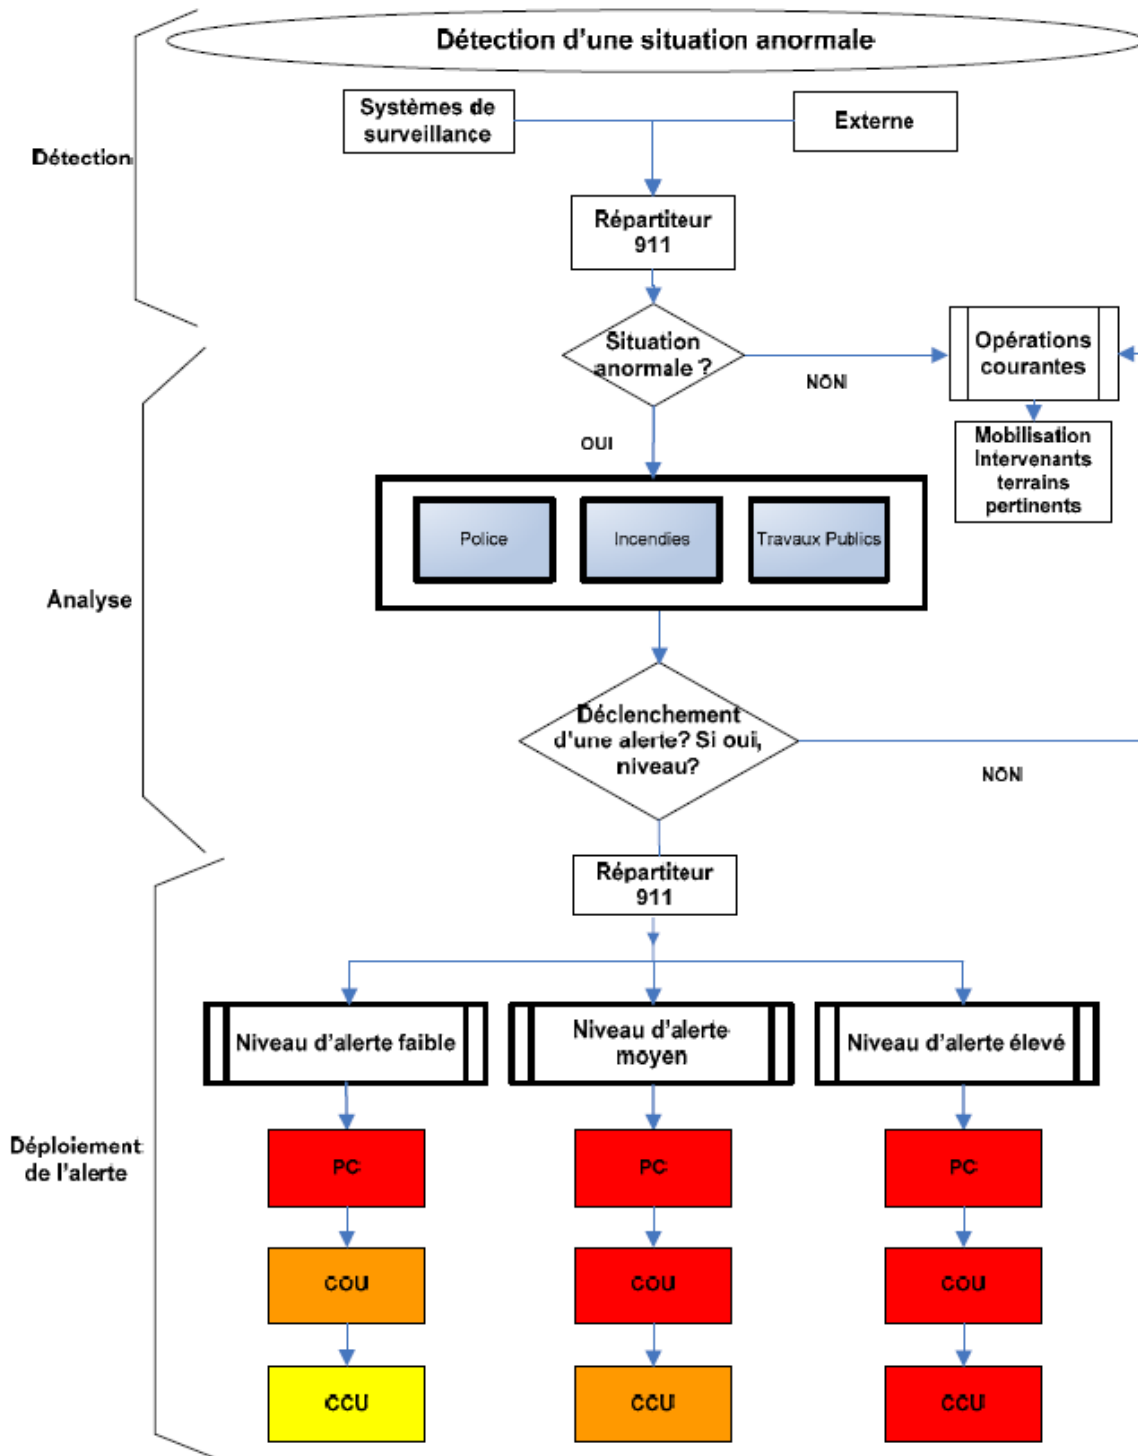 Détection d'une situation anormale
Systèmes de
surveillance
Externe
Détection
Répartiteur
911
Situation
anormale ?
NON
Opérations
courantes
OUI
Mobilisation
Intervenants
terrains
pertinents
Police
Incendies
Travaux Publics
Analyse
Déclenchement
d'une alerte? Si oui,
niveau?
NON
Répartiteur
911
Niveau d'alerte faible
Niveau d'alerte
moyen
Niveau d'alerte élevé
Déploiement
de l'alerte
PC
PC
PC
COU
COU
COU
CCU
CCU
CCU